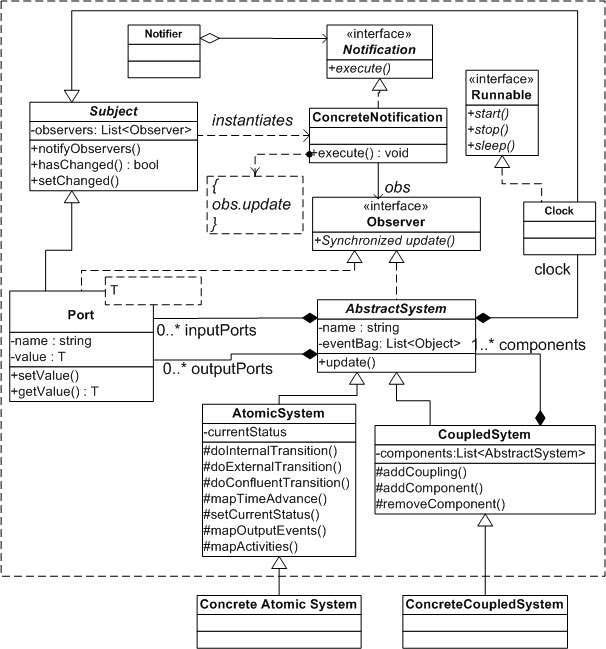 Notifier
«interface»
Notification
+execute()
«interface»
Runnable
+start()
+stop()
+sleep()
Subject
-observers: List<Observer>
+notifyObservers()
+hasChanged() : bool
+setChanged()
instantiates
ConcreteNotification
+execute() : void
{
obs.update
}
obs
«interface»
Observer
+Synchronized update()
Clock
clock
T
Port
-name : string
-value : T
+setValue()
+getValue() : T
0..* inputPorts
0..* outputPorts
AbstractSystem
-name : string
-eventBag: List<Object>
+update()
1..* components
AtomicSystem
-currentStatus
#doInternalTransition()
#doExternalTransition()
#doConfluentTransition()
#mapTimeAdvance()
#setCurrentStatus()
#mapOutputEvents()
#mapActivities()
CoupledSytem
-components:List<AbstractSystem>
#addCoupling()
#addComponent()
#removeComponent()
Concrete Atomic System
ConcreteCoupledSystem